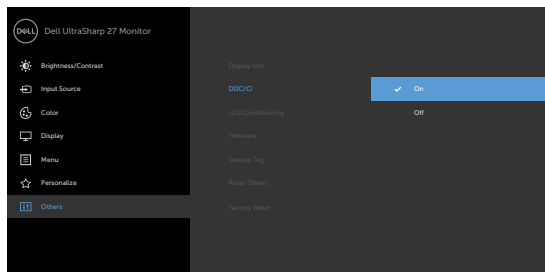 DELL Dell UltraSharp 27 Monitor
Brightness/Contrast
Input Source
Color
Display
Menu
Personalize
Others
Display Info
DDC/CI
LCD Conditioning
Firmware
Service Tag
Reset Others
Factory Reset
On
Off